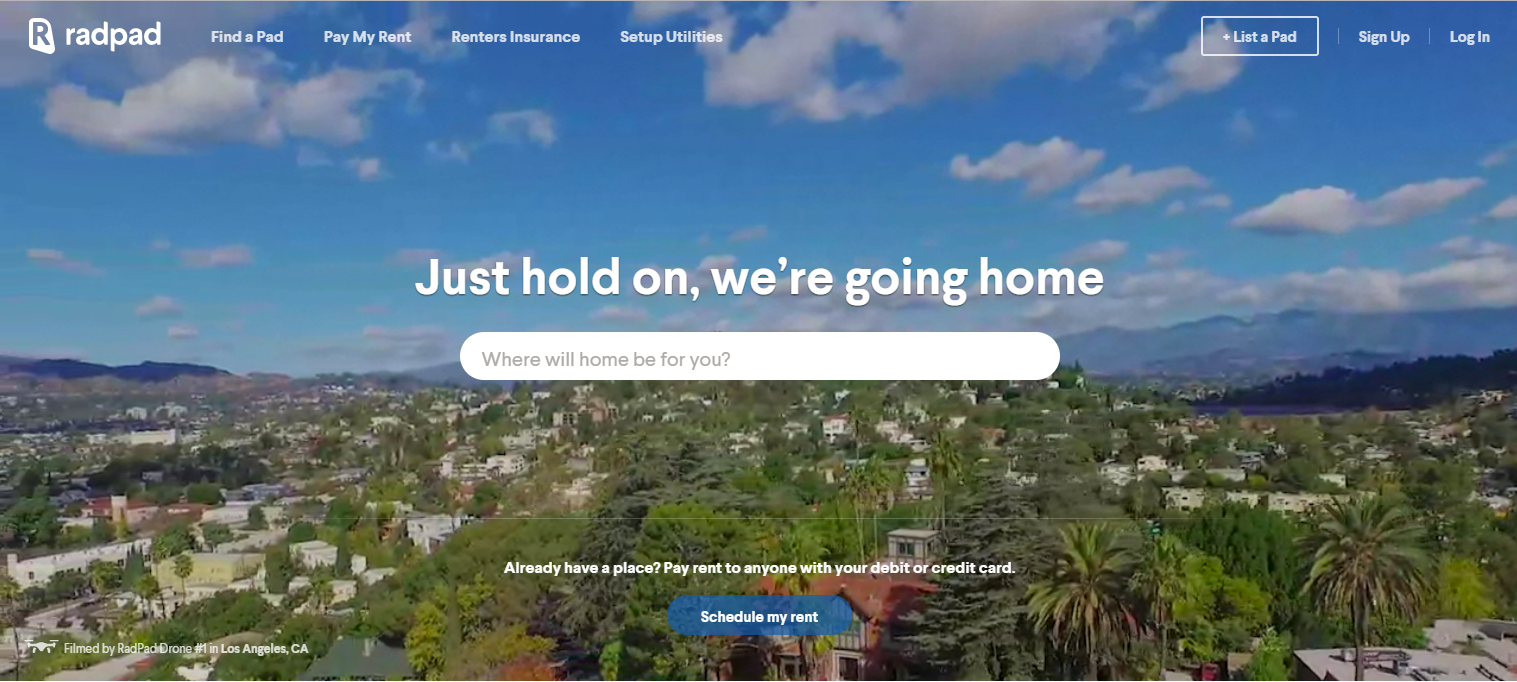 radpad
Find a Pad
Pay My Rent
Renters Insurance
Setup Utilities
+ List a Pad
Sign Up
Log In
Just hold on, we’re going home
Where will home be for you?
Already have a place? Pay rent to anyone with your debit or credit card.
Schedule my rent
Filmed by RadPad Drone #1 in Los Angeles, CA